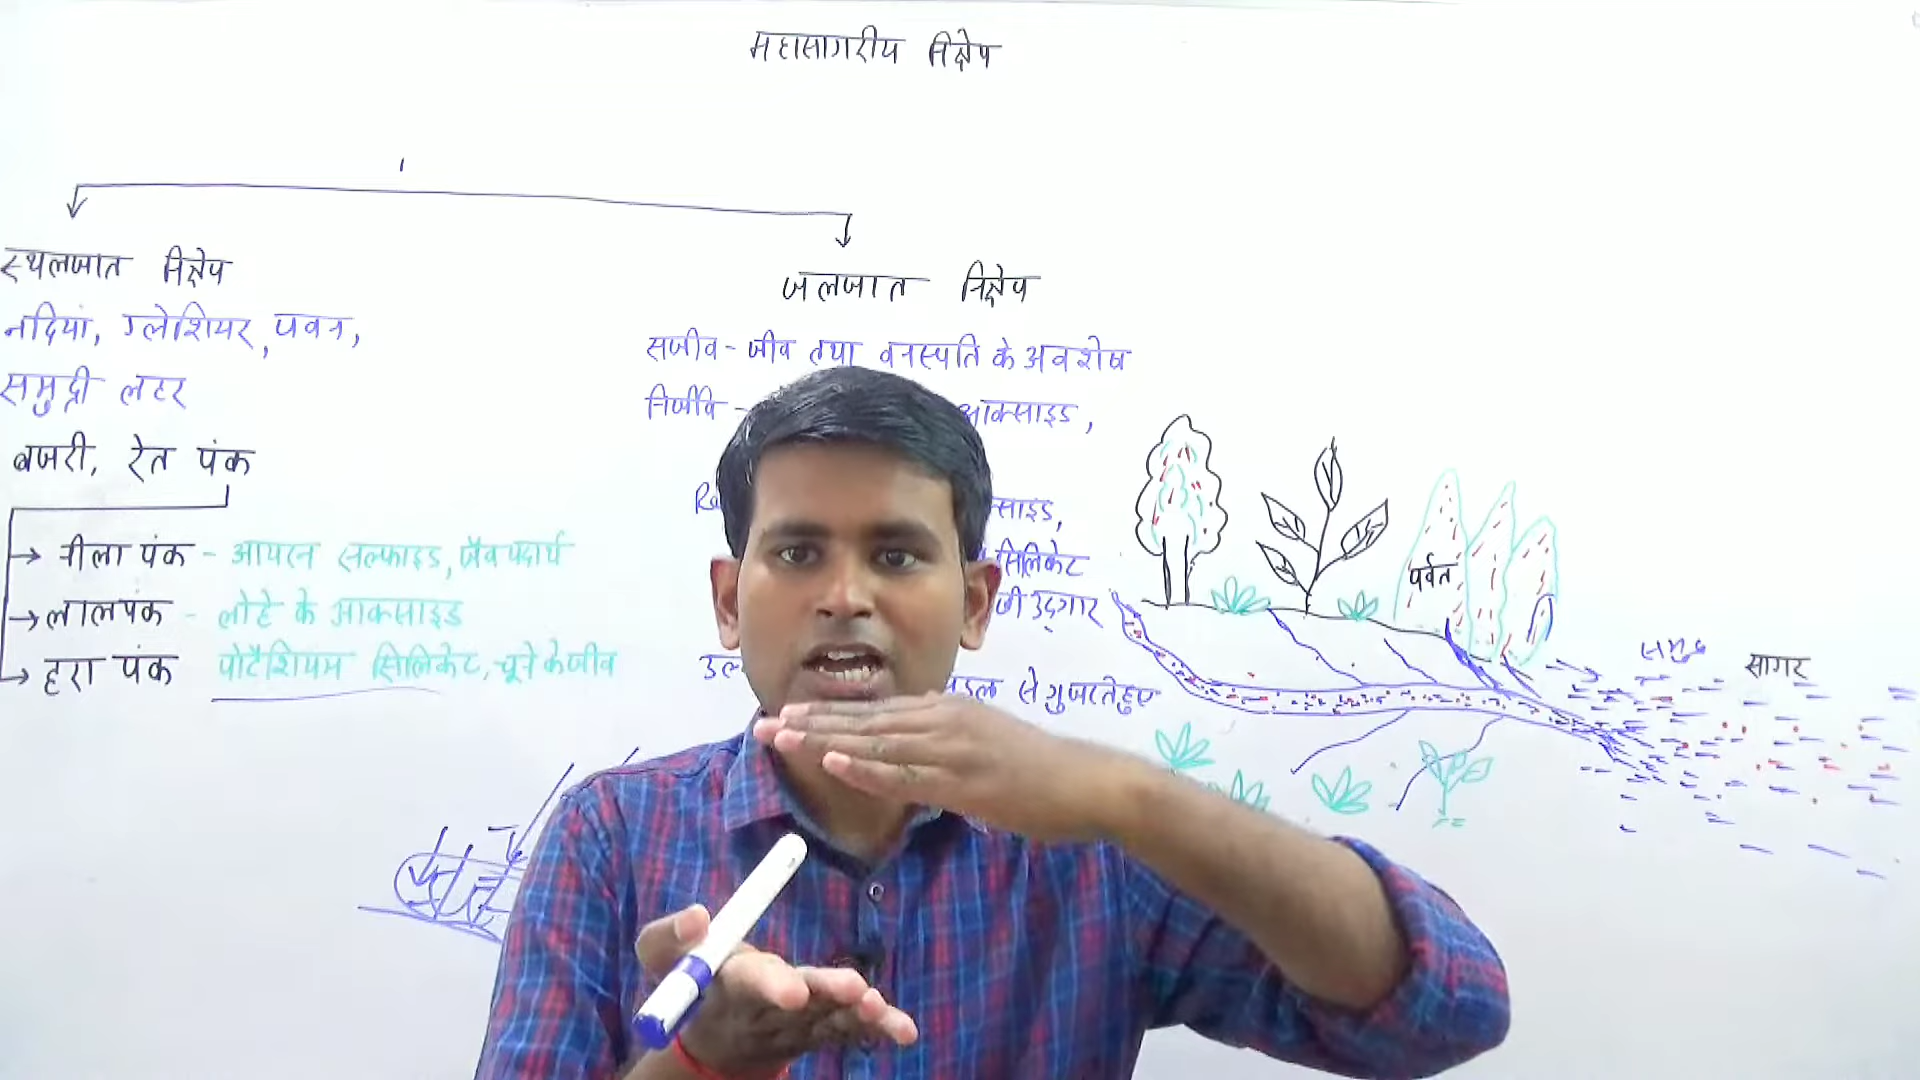 महासागरीय निक्षेप
स्थलजात निक्षेप
नदियां, ग्लेशियर, पवन,
समुद्री लहर
बजरी, रेत पंक
नीला पंक - आयरन सल्फाइड, जैव पदार्थ
लालपंक - लोहे के आक्साइड
हरा पंक पोटैशियम सिलिकेट, चूने के जीव
जलजात निक्षेप
सजीव - जीव तथा वनस्पति के अवशेष
निर्जीव - आक्साइड,
सिलिकेट
उद्गार
से गुजरते हुए
पर्वत
सागर